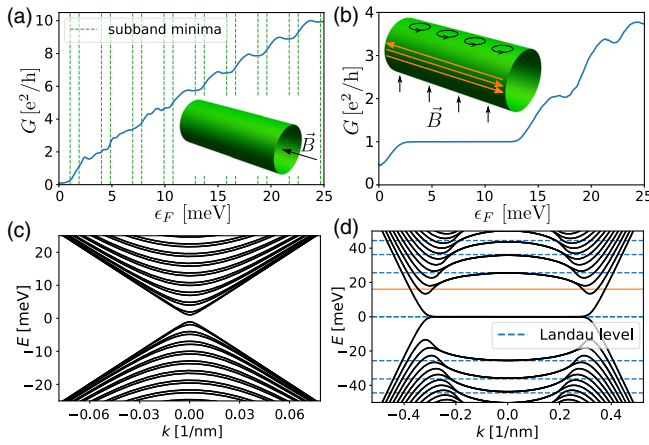 (a)
G [e²/h]
10
8
6
4
2
0
subband minima
B⃗
0 5 10 15 20 25
ϵ_F [meV]
(b)
G [e²/h]
4
3
2
1
0
B⃗
0 5 10 15 20 25
ϵ_F [meV]
(c)
E [meV]
20
10
0
−10
−20
−0.06 −0.03 0.00 0.03 0.06
k [1/nm]
(d)
E [meV]
40
20
0
−20
−40
Landau level
−0.4 −0.2 0.0 0.2 0.4
k [1/nm]